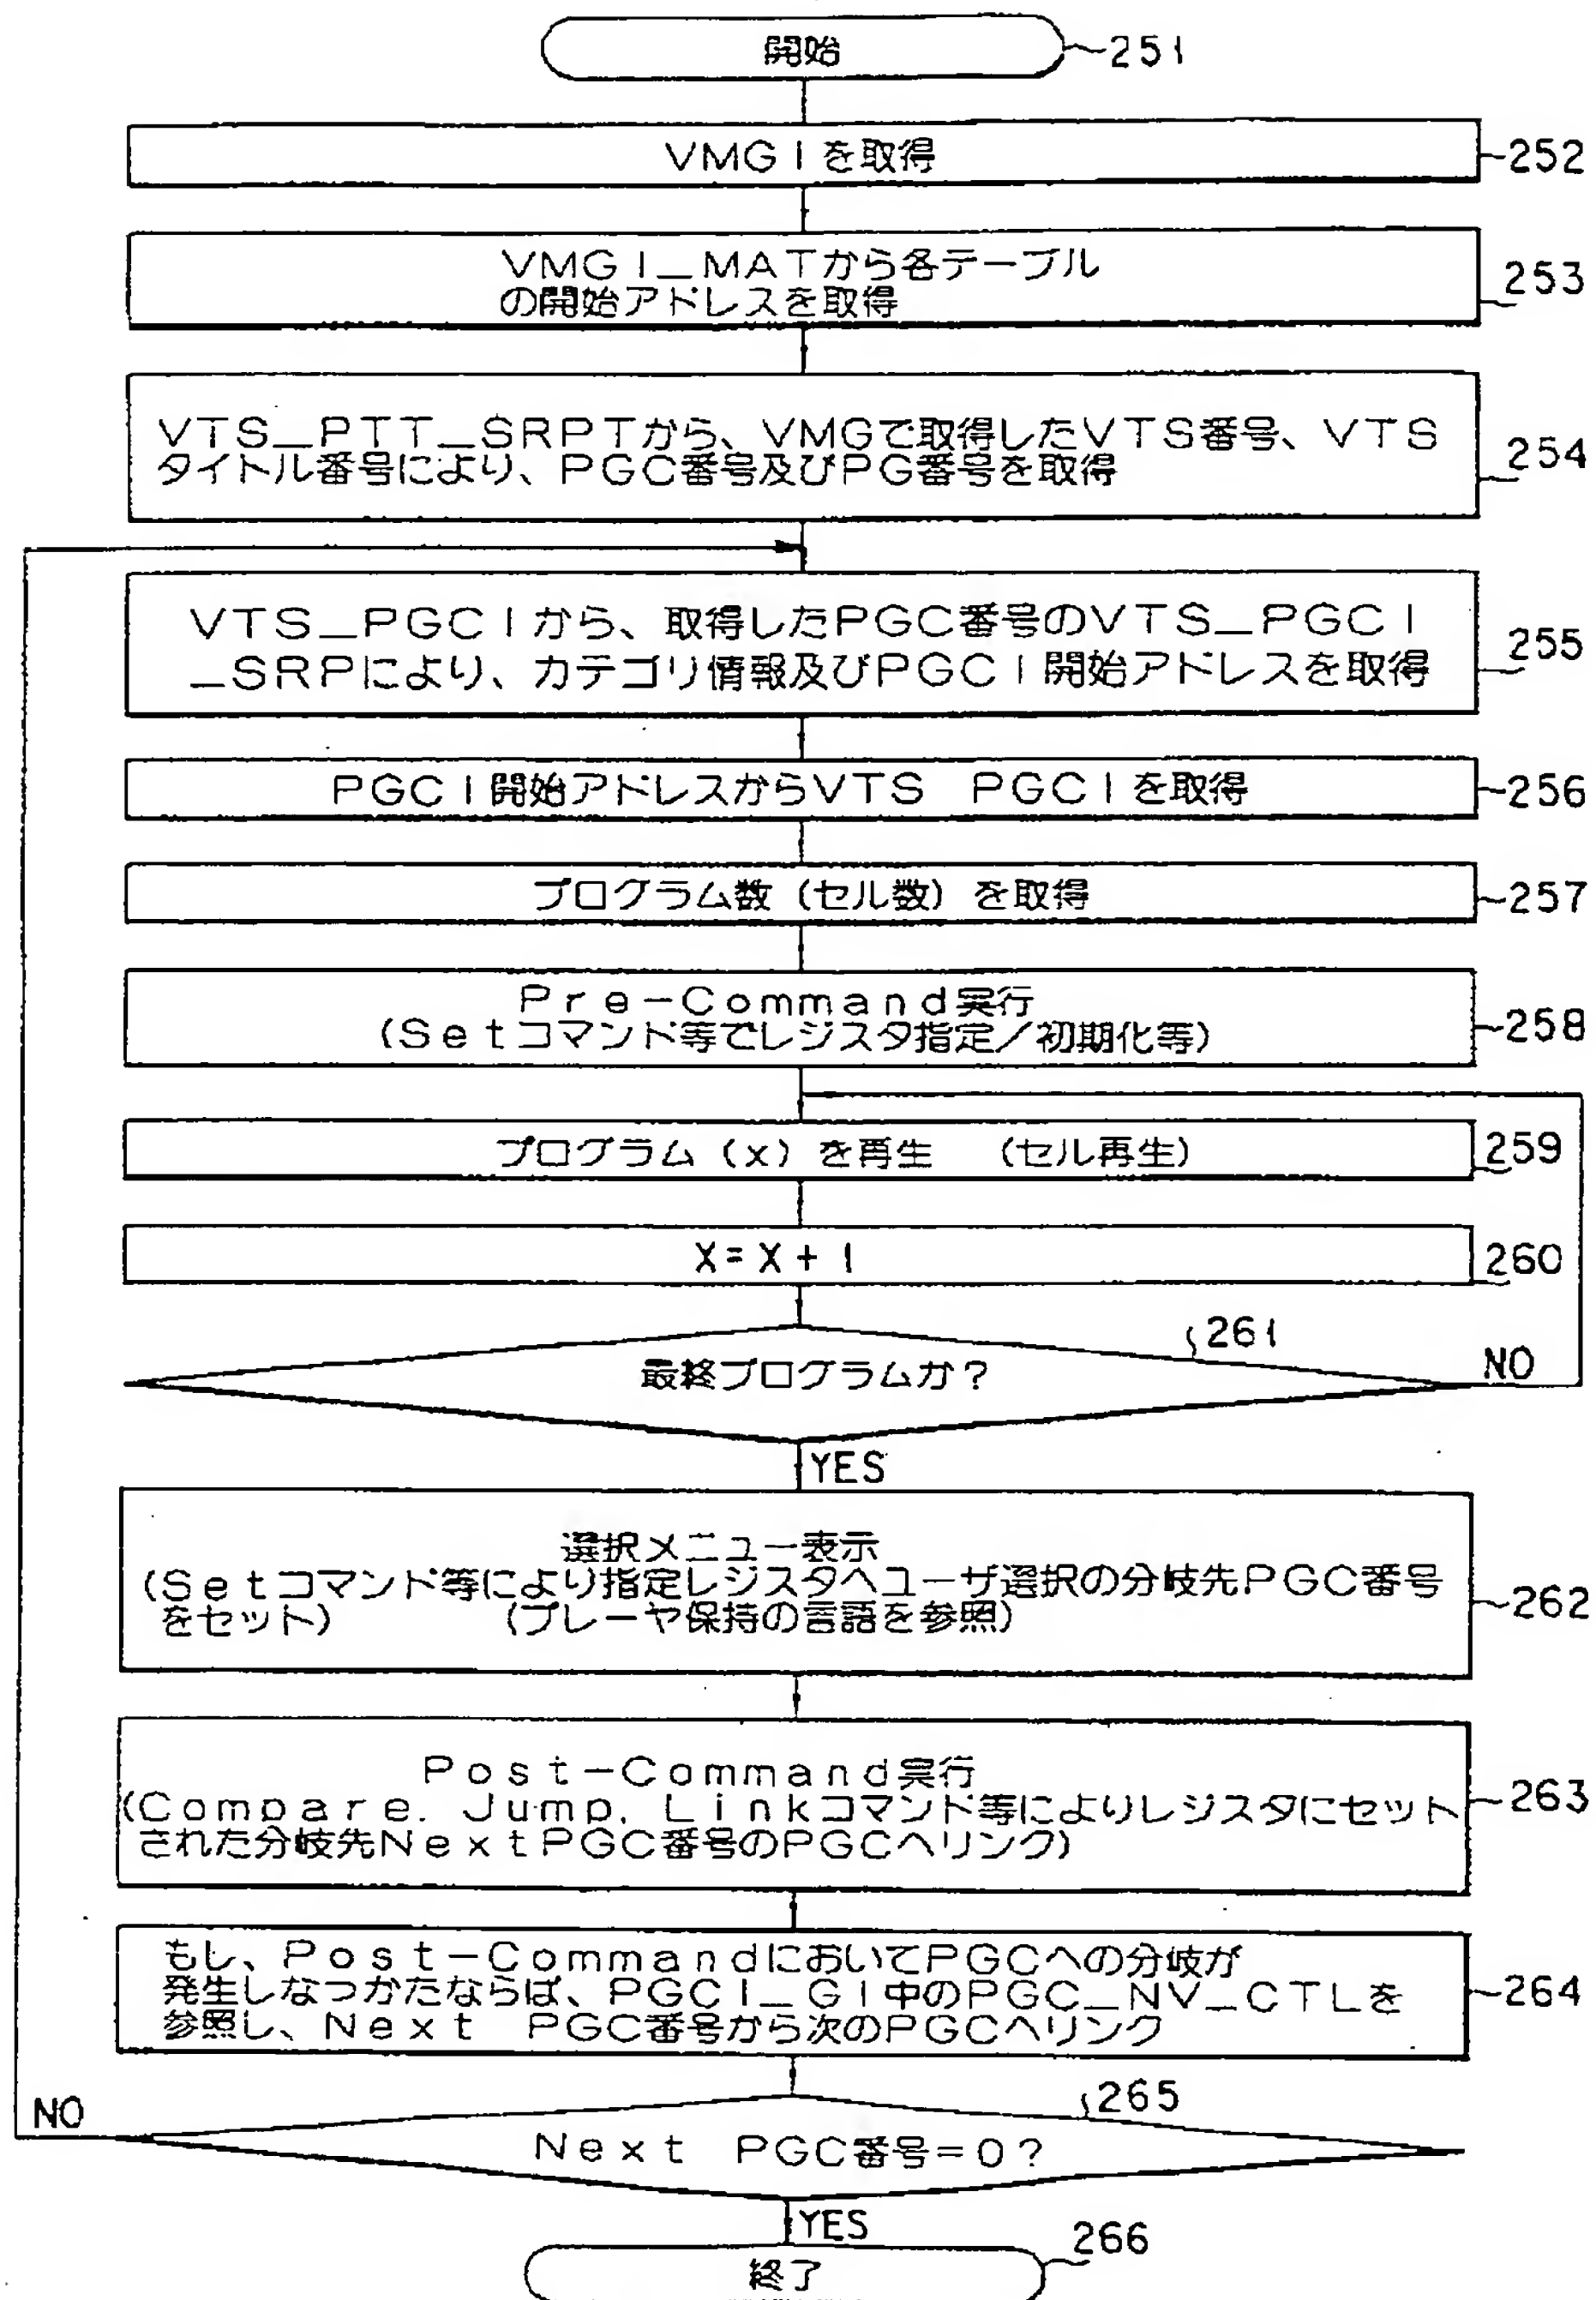 開始
251
VMGIを取得
252
VMGI_MATから各テーブル
の開始アドレスを取得
253
VTS_PTT_SRPTから、VMGで取得したVTS番号、VTS
タイトル番号により、PGC番号及びPG番号を取得
254
VTS_PGCIから、取得したPGC番号のVTS_PGCI
_SRPにより、カテゴリ情報及びPGCI開始アドレスを取得
255
PGCI開始アドレスからVTS PGCIを取得
256
プログラム数(セル数)を取得
257
Pre-Command実行
(Setコマンド等でレジスタ指定/初期化等)
258
プログラム(x)を再生 (セル再生)
259
X=X+1
260
261
最終プログラムか?
NO
YES
選択メニュー表示
(Setコマンド等により指定レジスタへユーザ選択の分岐先PGC番号
をセット) (プレーヤ保持の言語を参照)
262
Post-Command実行
(Compare. Jump. Linkコマンド等によりレジスタにセット
された分岐先NextPGC番号のPGCへリンク)
263
もし、Post-CommandにおいてPGCへの分岐が
発生しなつかたならば、PGCI_GI中のPGC_NV_CTLを
参照し、Next PGC番号から次のPGCへリンク
264
265
NO
Next PGC番号=0?
YES
266
終了